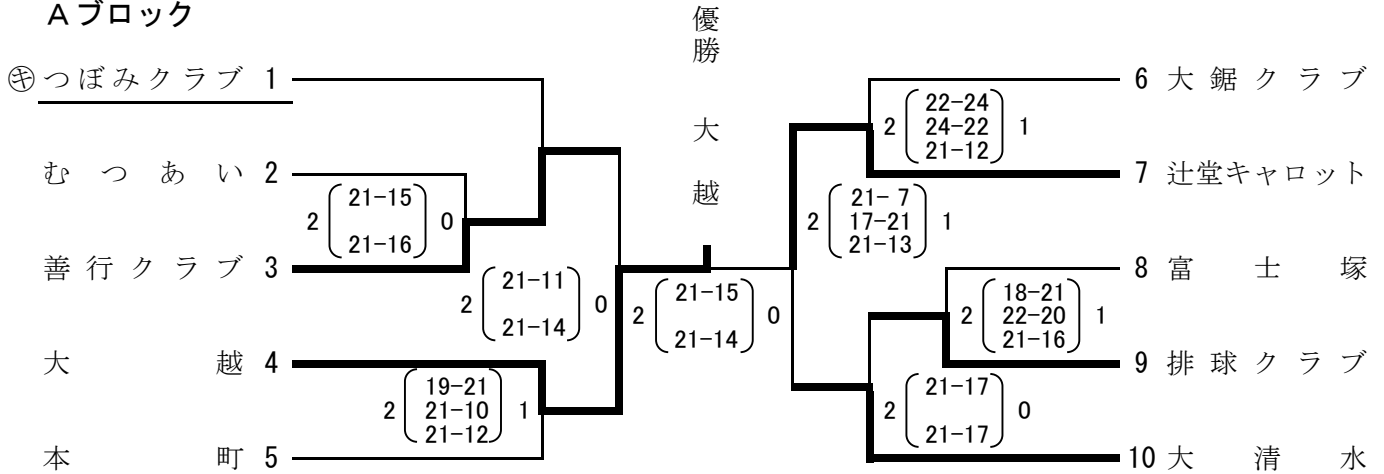 Aブロック
優勝 大越
㋖つぼみクラブ 1
むつあい 2
2 21-15 21-16 0
善行クラブ 3
2 21-11 21-14 0
大越 4
2 19-21 21-10 21-12 1
本町 5
2 21-15 21-14 0
6 大鋸クラブ
2 22-24 24-22 21-12 1
7 辻堂キャロット
2 21- 7 17-21 21-13 1
8 富士塚
2 18-21 22-20 21-16 1
9 排球クラブ
2 21-17 21-17 0
10 大清水